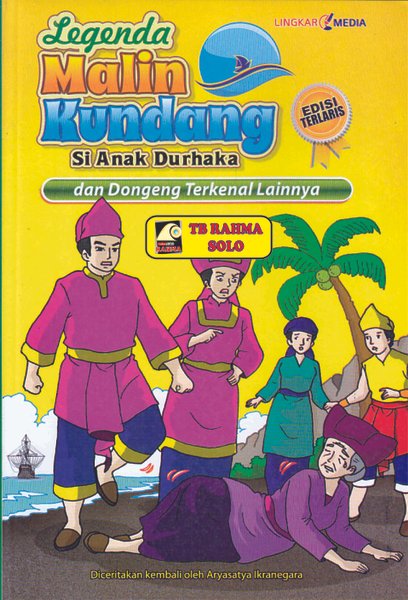 LINGKAR MEDIA
Legenda
Malin
Kundang
Si Anak Durhaka
EDISI
TERLARIS
dan Dongeng Terkenal Lainnya
TB RAHMA
SOLO
Diceritakan kembali oleh Aryasatya Ikranegara